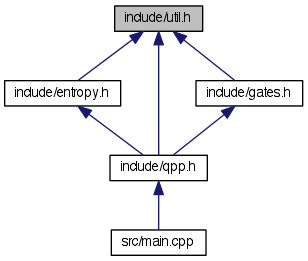 include/util.h
include/entropy.h
include/gates.h
include/qpp.h
src/main.cpp